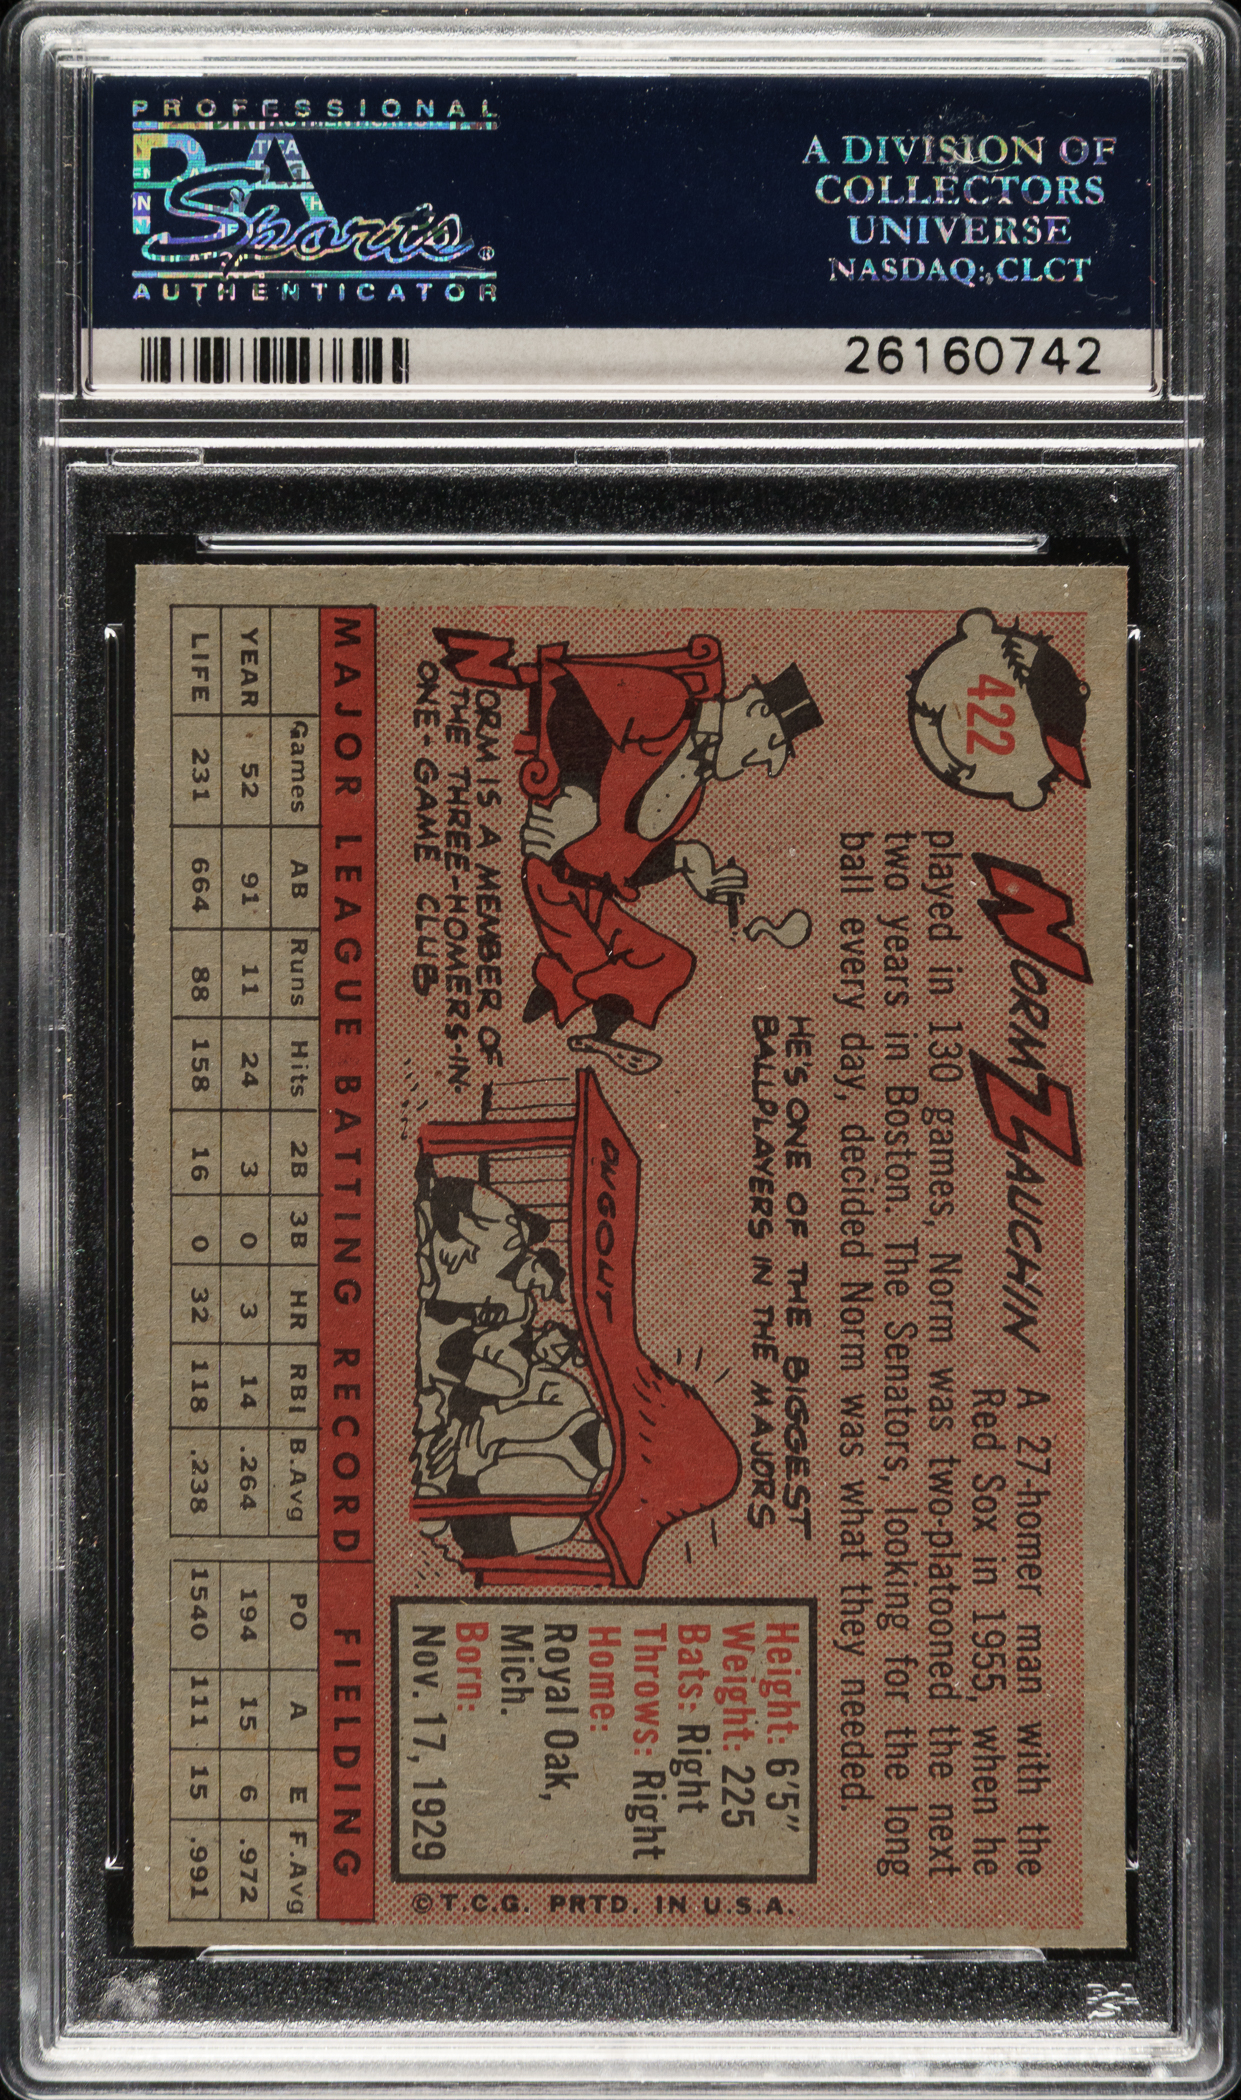 PROFESSIONAL
PSA
Sports®
AUTHENTICATOR
A DIVISION OF
COLLECTORS
UNIVERSE
NASDAQ: CLCT
26160742
422
NORM ZAUCHIN
A 27-homer man with the
Red Sox in 1955, when he
played in 130 games, Norm was two-platooned the next
two years in Boston. The Senators, looking for the long
ball every day, decided Norm was what they needed.
HE'S ONE OF THE BIGGEST
BALLPLAYERS IN THE MAJORS
DUGOUT
NORM IS A MEMBER OF
THE THREE-HOMERS-IN-
ONE-GAME CLUB
Height: 6'5"
Weight: 225
Bats: Right
Throws: Right
Home:
Royal Oak,
Mich.
Born:
Nov. 17, 1929
©T.C.G. PRTD. IN U.S.A.
MAJOR LEAGUE BATTING RECORD FIELDING
Games AB Runs Hits 2B 3B HR RBI B.Avg PO A E F.Avg
YEAR 52 91 11 24 3 0 3 14 .264 194 15 6 .972
LIFE 231 664 88 158 16 0 32 118 .238 1540 111 15 .991